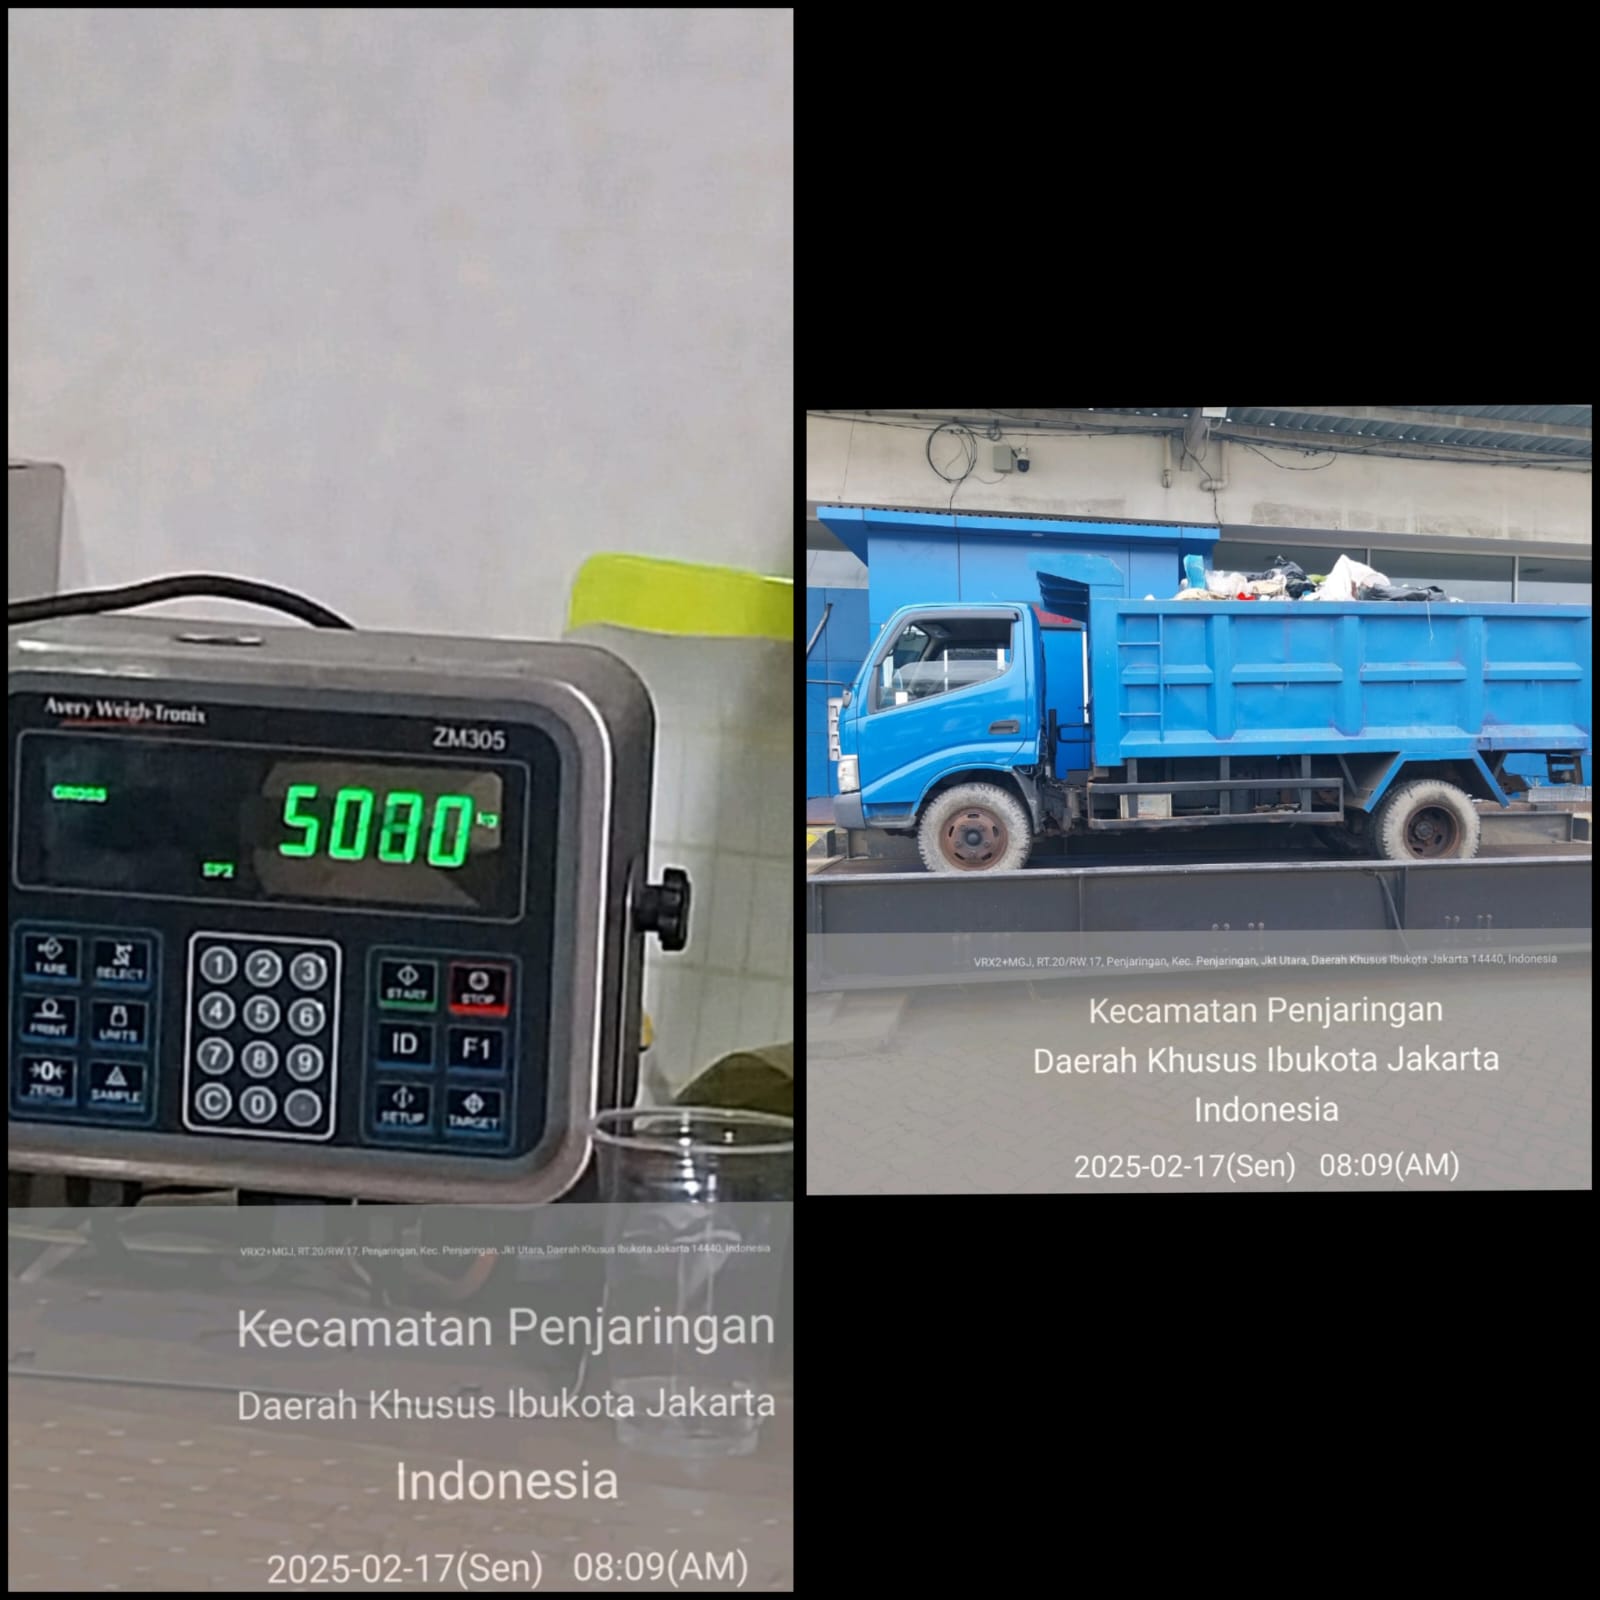 Avery Weigh-Tronix
ZM305
GROSS
5080 kg
SP2
TARE
SELECT
1 2 3
START
STOP
PRINT
UNITS
4 5 6
ID
F1
→0←
ZERO
SAMPLE
7 8 9
SETUP
TARGET
C 0
VRX2+MGJ, RT.20/RW.17, Penjaringan, Kec. Penjaringan, Jkt Utara, Daerah Khusus Ibukota Jakarta 14440, Indonesia
Kecamatan Penjaringan
Daerah Khusus Ibukota Jakarta
Indonesia
2025-02-17(Sen) 08:09(AM)
VRX2+MGJ, RT.20/RW.17, Penjaringan, Kec. Penjaringan, Jkt Utara, Daerah Khusus Ibukota Jakarta 14440, Indonesia
Kecamatan Penjaringan
Daerah Khusus Ibukota Jakarta
Indonesia
2025-02-17(Sen) 08:09(AM)